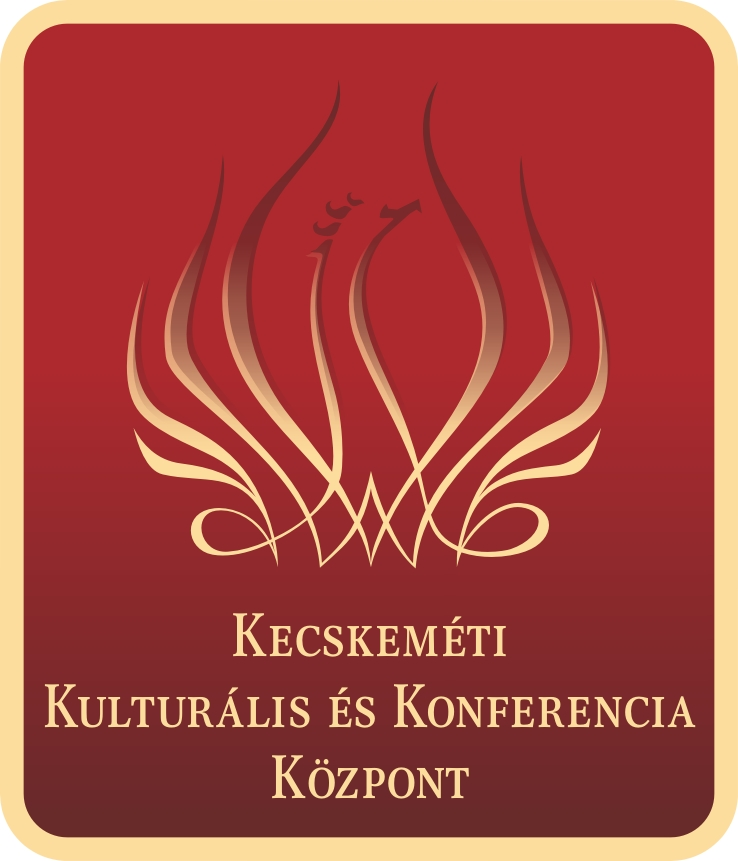 Kecskeméti
Kulturális és Konferencia
Központ